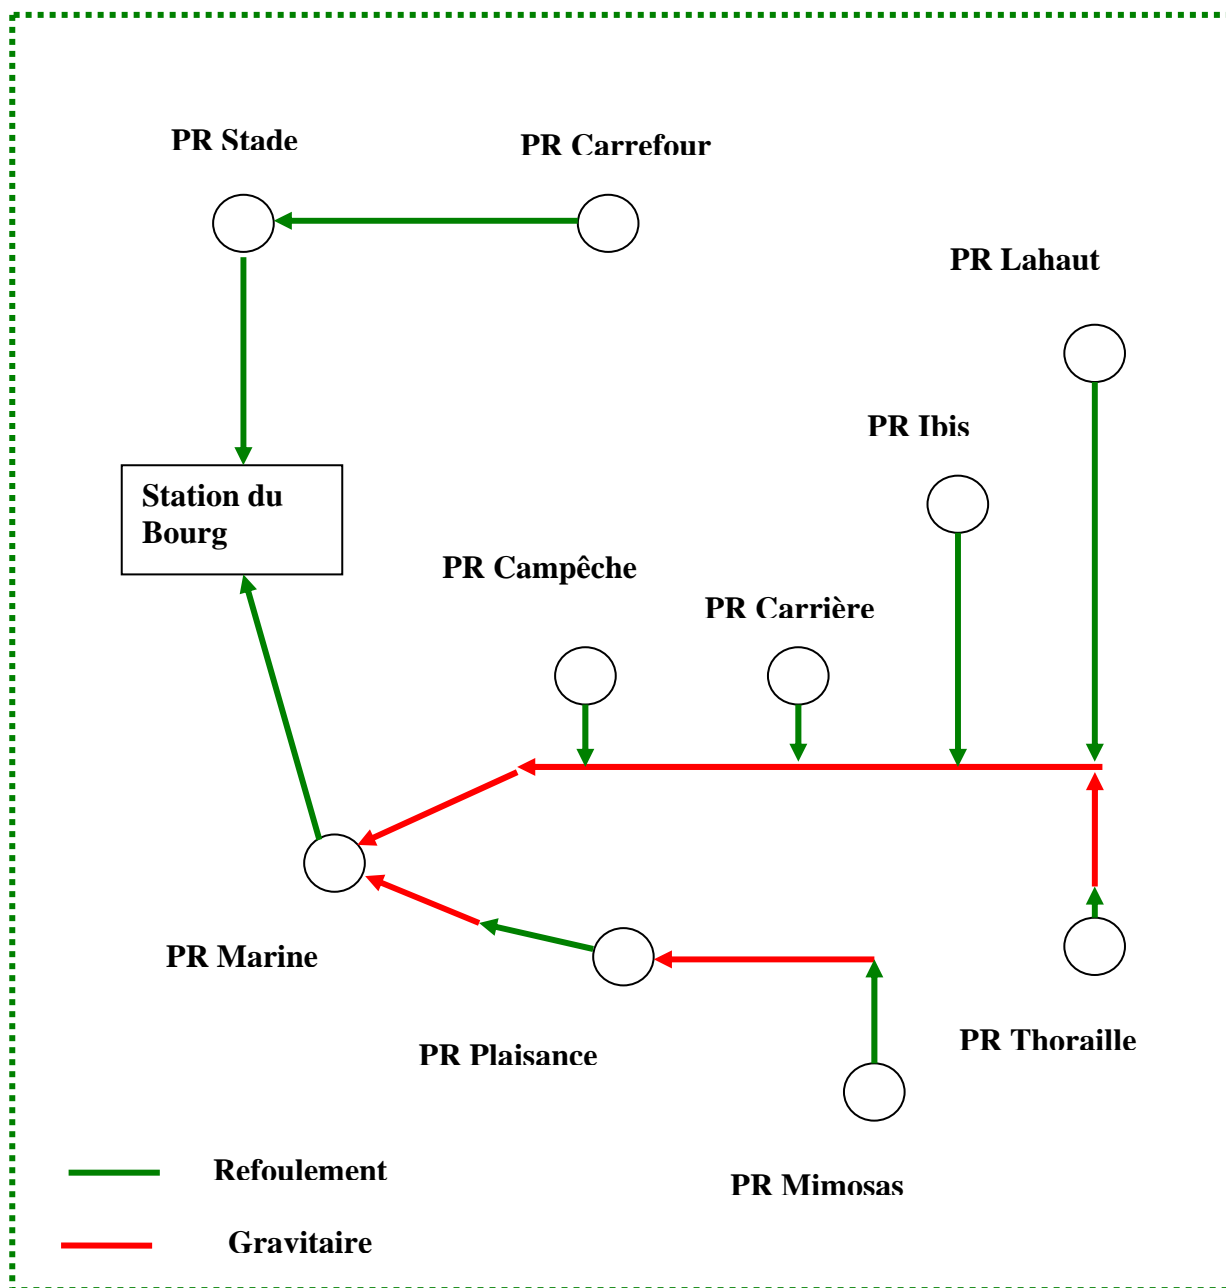 PR Stade
PR Carrefour
PR Lahaut
PR Ibis
Station du
Bourg
PR Campêche
PR Carrière
PR Marine
PR Plaisance
PR Thoraille
PR Mimosas
Refoulement
Gravitaire